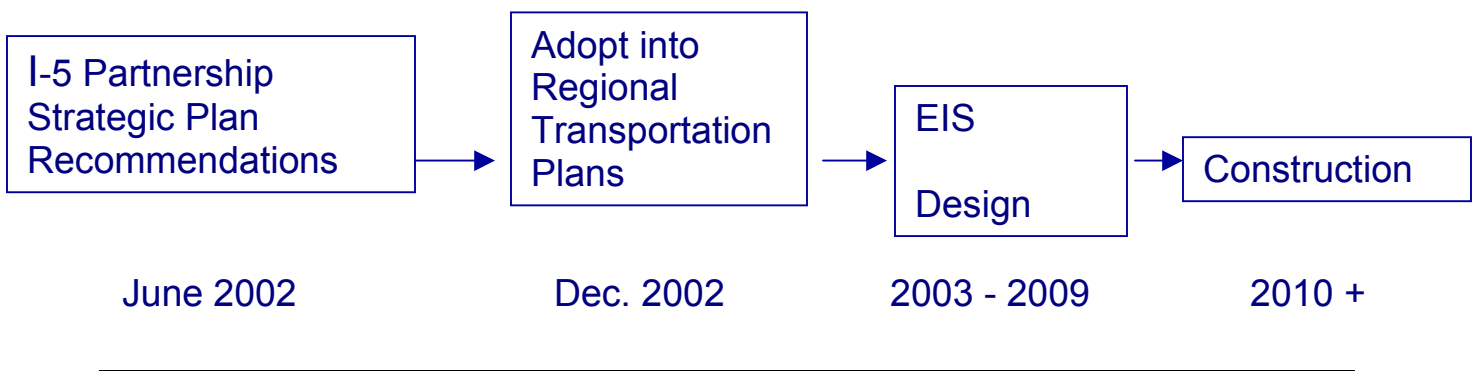 I-5 Partnership
Strategic Plan
Recommendations
Adopt into
Regional
Transportation
Plans
EIS
Design
Construction
June 2002
Dec. 2002
2003 - 2009
2010 +